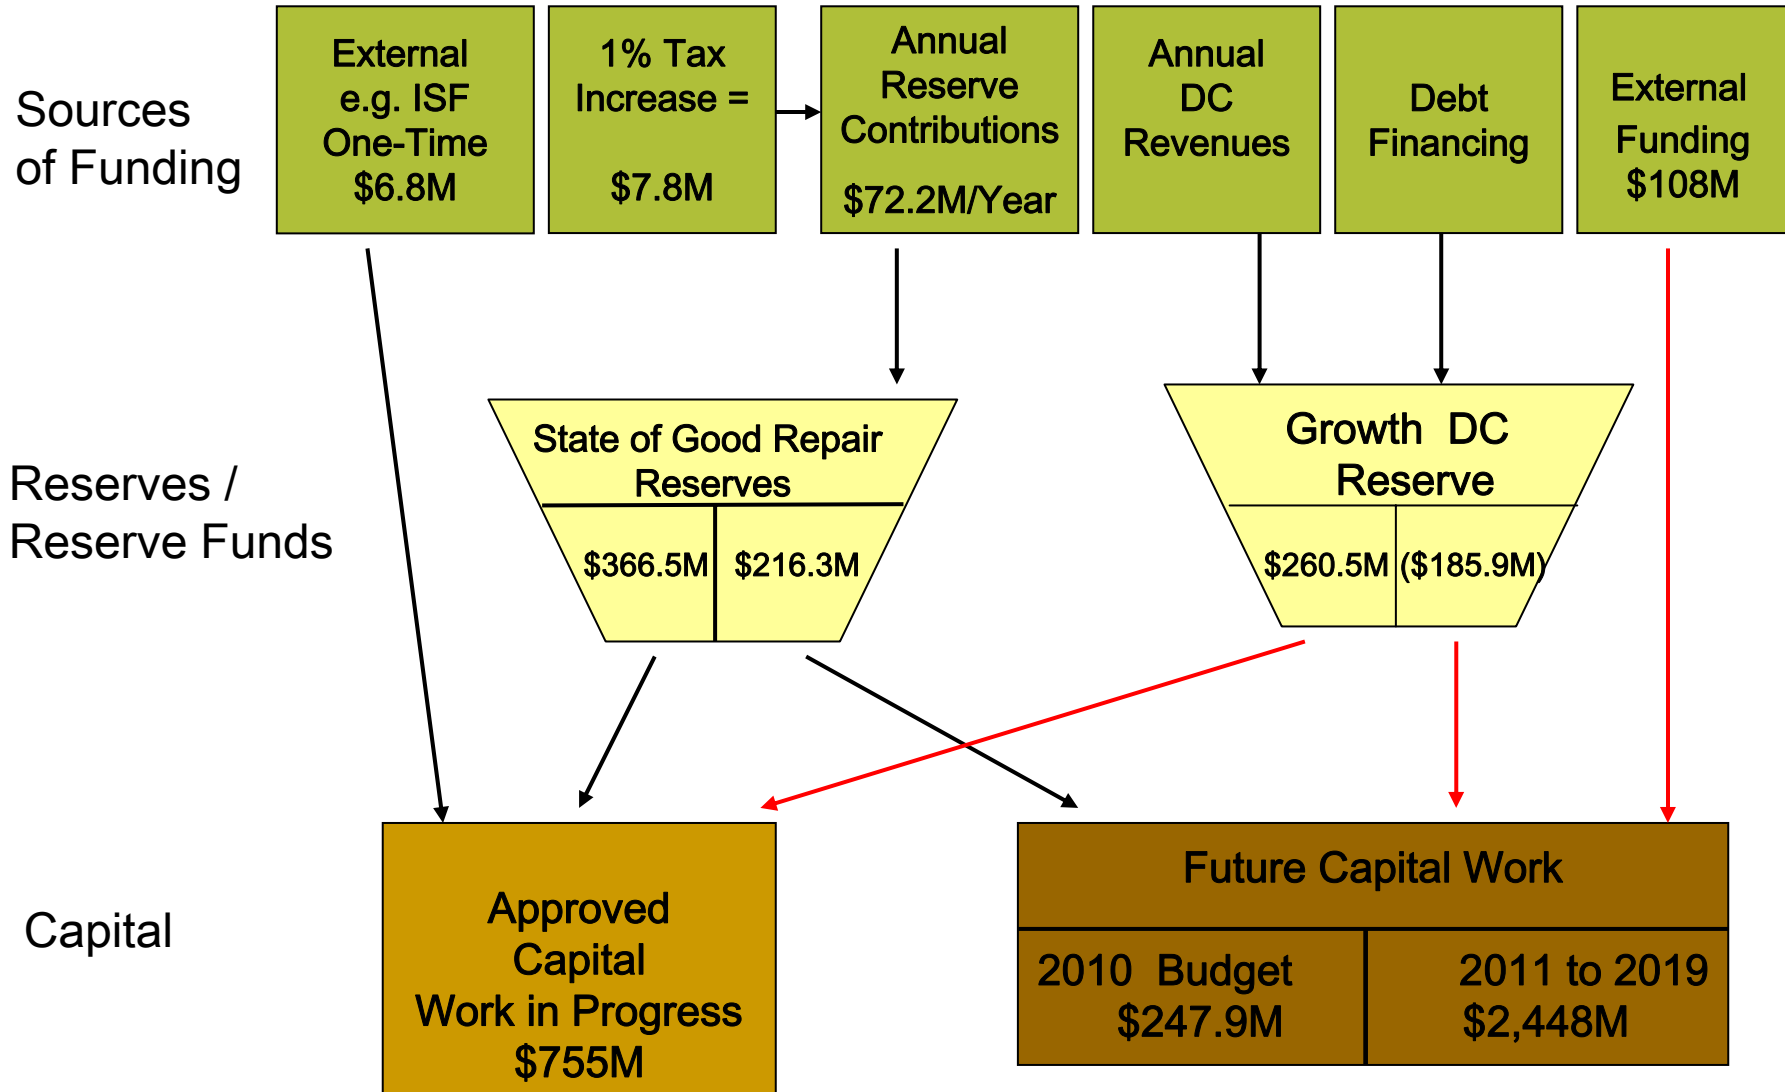 Sources
of Funding
External
e.g. ISF
One-Time
$6.8M
1% Tax
Increase =
$7.8M
Annual
Reserve
Contributions
$72.2M/Year
Annual
DC
Revenues
Debt
Financing
External
Funding
$108M
Reserves /
Reserve Funds
State of Good Repair
Reserves
$366.5M
$216.3M
Growth DC
Reserve
$260.5M
($185.9M)
Capital
Approved
Capital
Work in Progress
$755M
Future Capital Work
2010 Budget
$247.9M
2011 to 2019
$2,448M